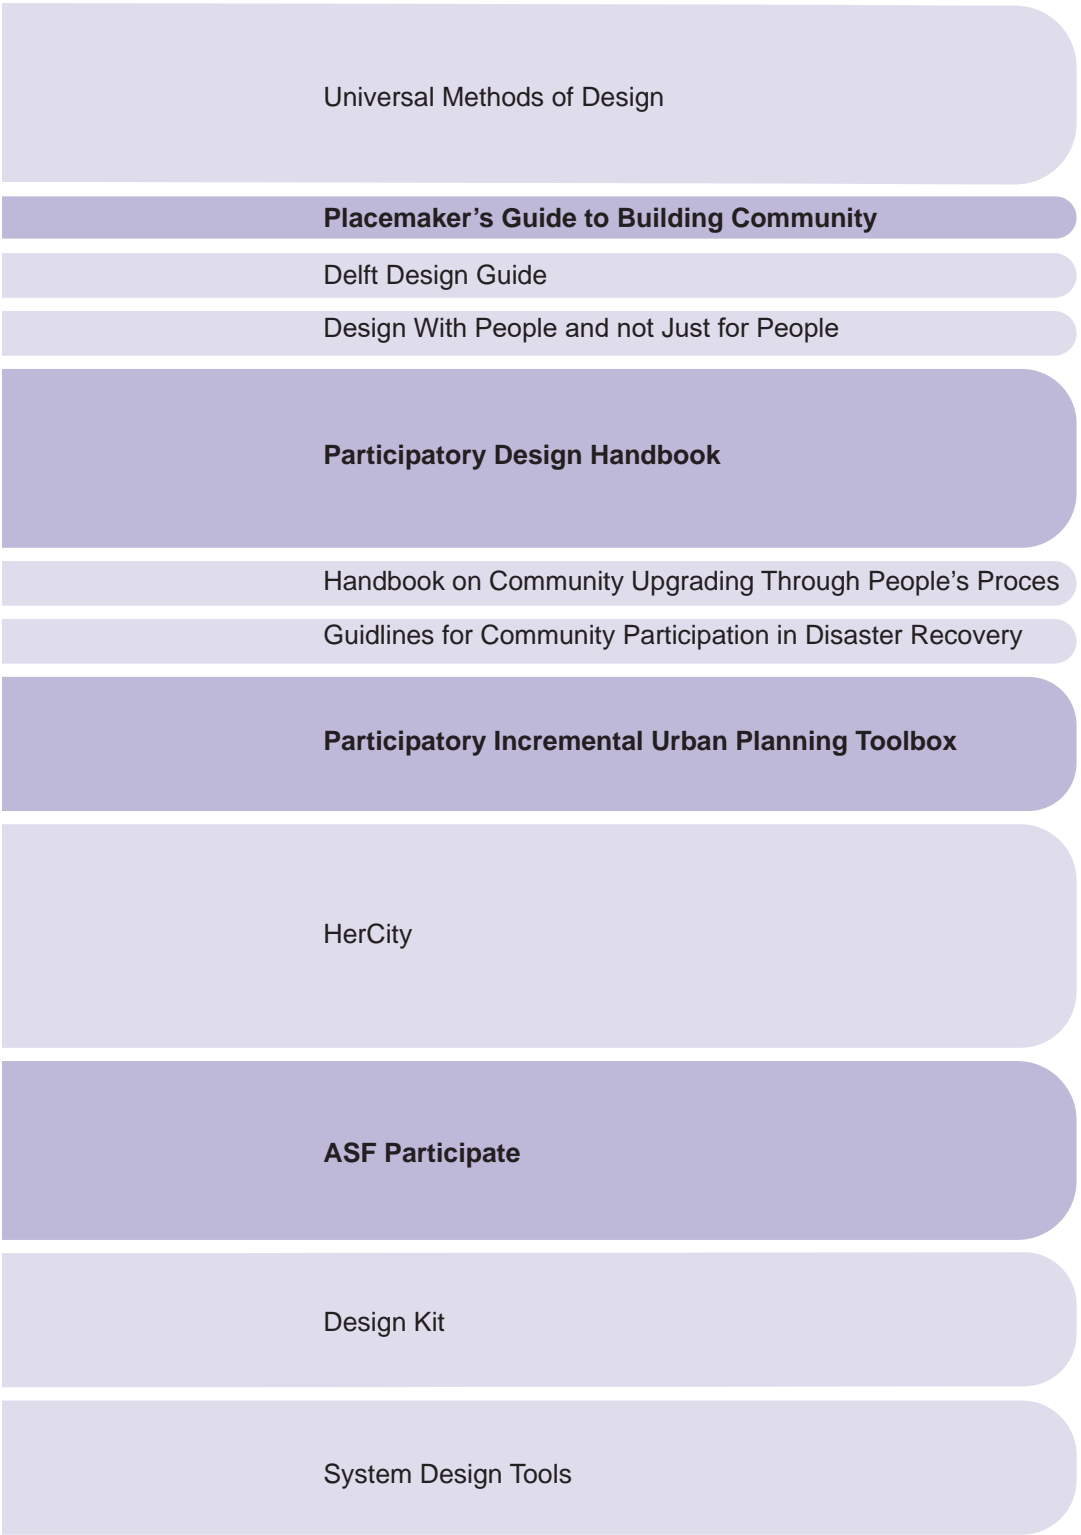 Universal Methods of Design
Placemaker’s Guide to Building Community
Delft Design Guide
Design With People and not Just for People
Participatory Design Handbook
Handbook on Community Upgrading Through People’s Proces
Guidlines for Community Participation in Disaster Recovery
Participatory Incremental Urban Planning Toolbox
HerCity
ASF Participate
Design Kit
System Design Tools